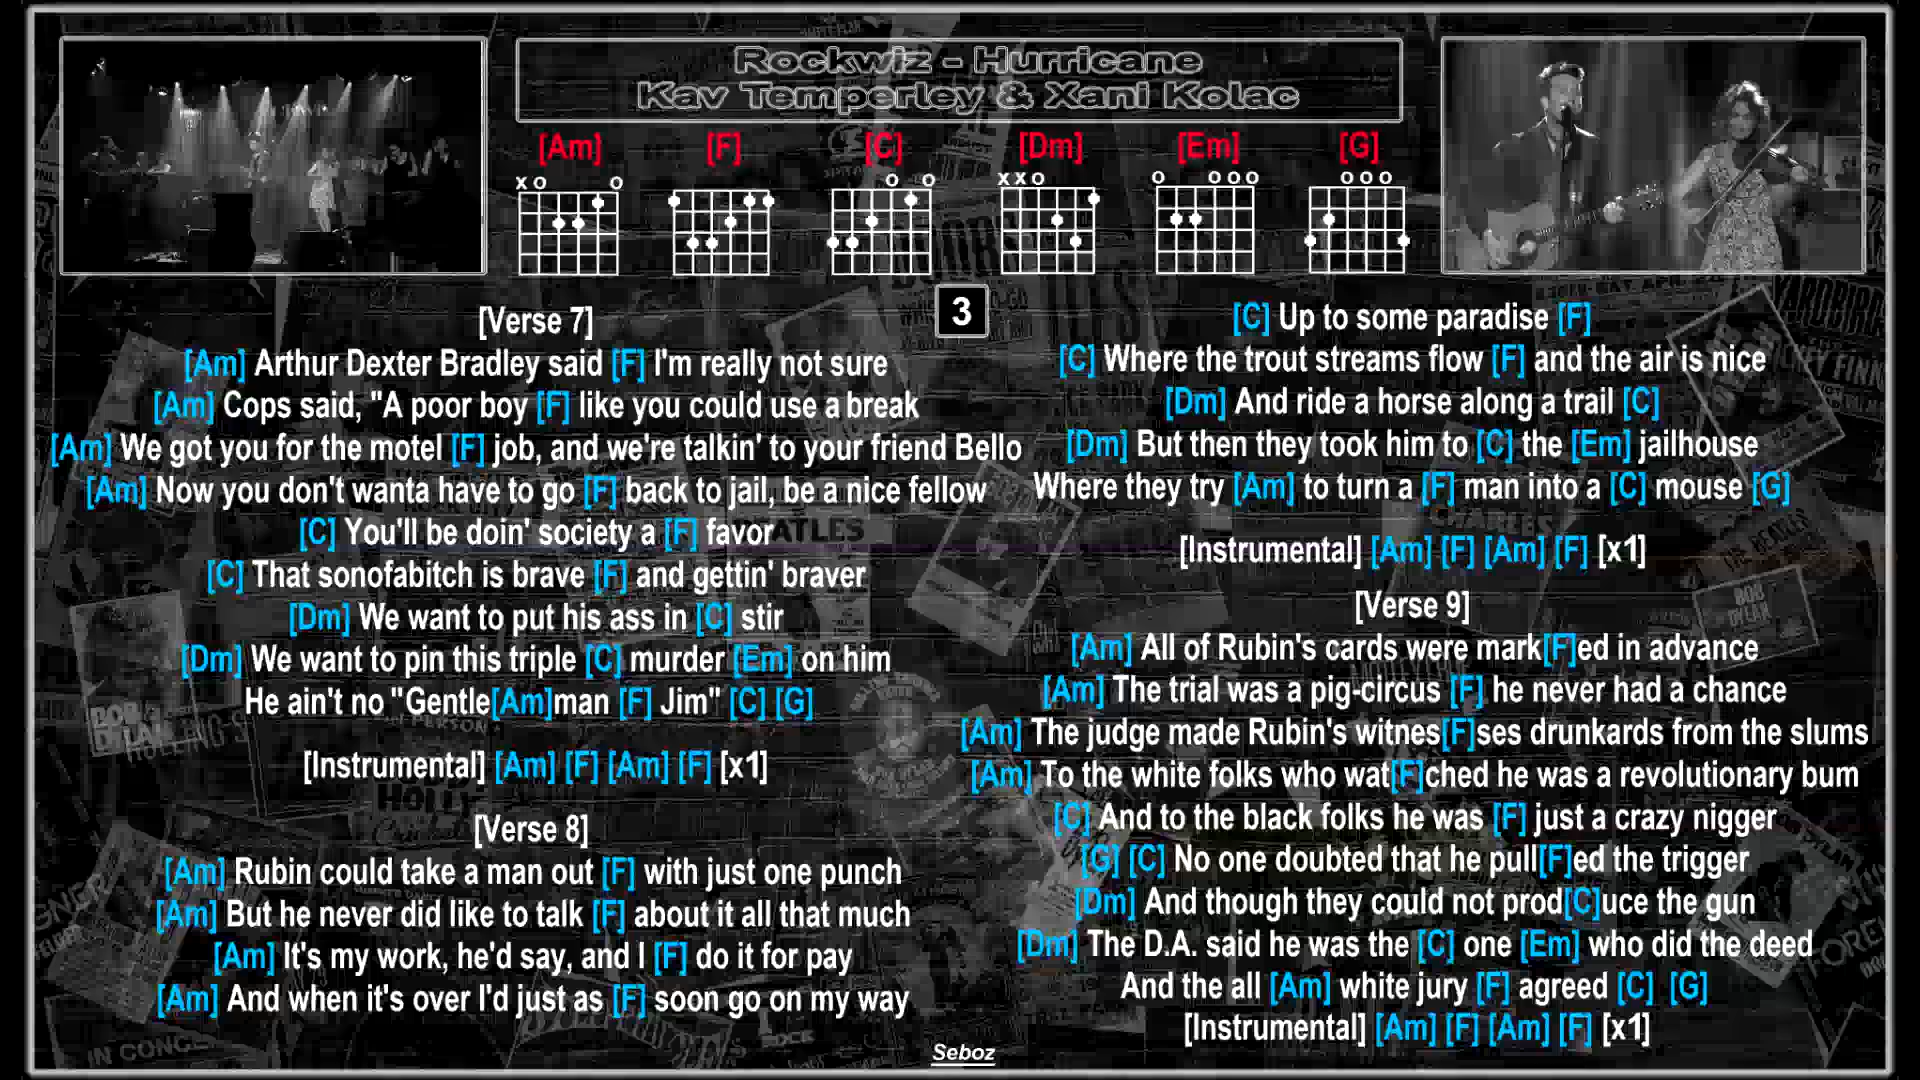 Rockwiz - Hurricane
Kav Temperley & Xani Kolac
[Am] [F] [C] [Dm] [Em] [G]
3
[Verse 7]
[Am] Arthur Dexter Bradley said [F] I'm really not sure
[Am] Cops said, "A poor boy [F] like you could use a break
[Am] We got you for the motel [F] job, and we're talkin' to your friend Bello
[Am] Now you don't wanta have to go [F] back to jail, be a nice fellow
[C] You'll be doin' society a [F] favor
[C] That sonofabitch is brave [F] and gettin' braver
[Dm] We want to put his ass in [C] stir
[Dm] We want to pin this triple [C] murder [Em] on him
He ain't no "Gentle[Am]man [F] Jim" [C] [G]
[Instrumental] [Am] [F] [Am] [F] [x1]
[Verse 8]
[Am] Rubin could take a man out [F] with just one punch
[Am] But he never did like to talk [F] about it all that much
[Am] It's my work, he'd say, and I [F] do it for pay
[Am] And when it's over I'd just as [F] soon go on my way
[C] Up to some paradise [F]
[C] Where the trout streams flow [F] and the air is nice
[Dm] And ride a horse along a trail [C]
[Dm] But then they took him to [C] the [Em] jailhouse
Where they try [Am] to turn a [F] man into a [C] mouse [G]
[Instrumental] [Am] [F] [Am] [F] [x1]
[Verse 9]
[Am] All of Rubin's cards were mark[F]ed in advance
[Am] The trial was a pig-circus [F] he never had a chance
[Am] The judge made Rubin's witnes[F]ses drunkards from the slums
[Am] To the white folks who wat[F]ched he was a revolutionary bum
[C] And to the black folks he was [F] just a crazy nigger
[G] [C] No one doubted that he pull[F]ed the trigger
[Dm] And though they could not prod[C]uce the gun
[Dm] The D.A. said he was the [C] one [Em] who did the deed
And the all [Am] white jury [F] agreed [C] [G]
[Instrumental] [Am] [F] [Am] [F] [x1]
Seboz